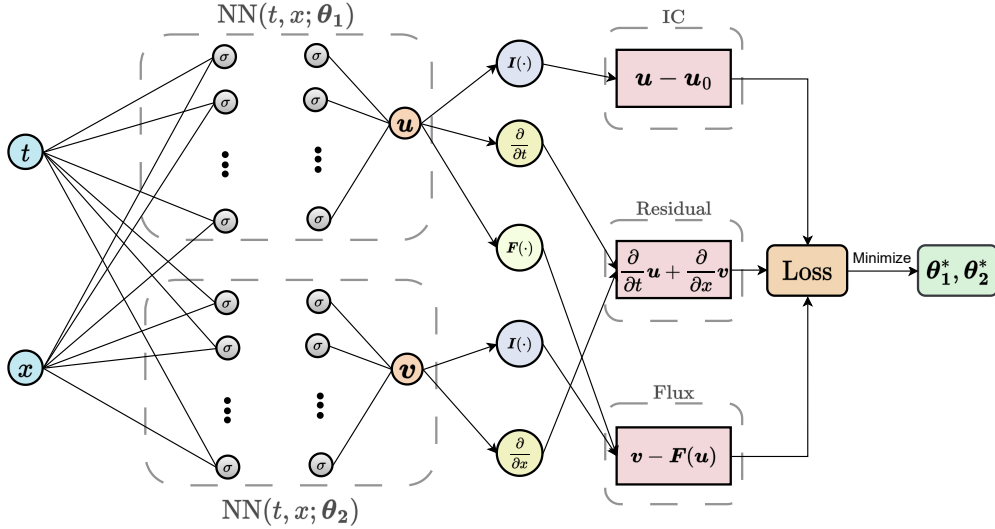 NN(t, x; θ₁)
IC
σ
σ
I(·)
u − u₀
σ
σ
u
t
∂/∂t
σ
σ
Residual
F(·)
∂/∂t u + ∂/∂x v
Loss
Minimize
θ₁*, θ₂*
σ
σ
σ
σ
I(·)
x
v
Flux
∂/∂x
v − F(u)
σ
σ
NN(t, x; θ₂)